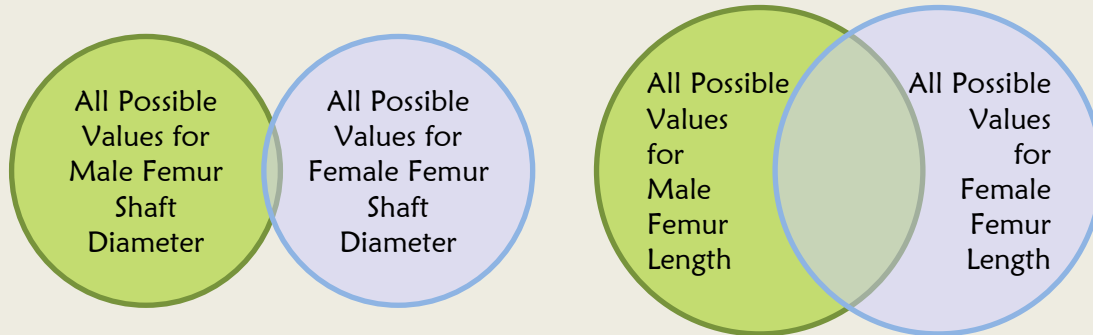 All Possible
Values for
Male Femur
Shaft
Diameter
All Possible
Values for
Female Femur
Shaft
Diameter
All Possible
Values
for
Male
Femur
Length
All Possible
Values
for
Female
Femur
Length